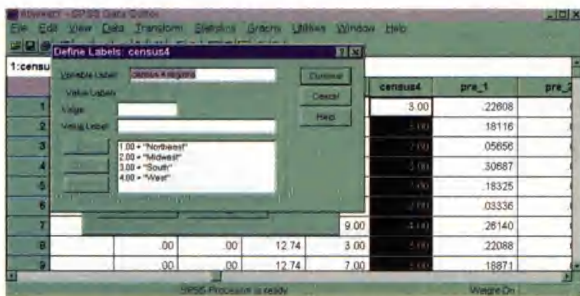 SPSS Data Editor
File Edit View Data Transform Statistics Graphs Utilities Window Help
Define Labels: census4
1:censu
Variable Label: census 4 regions
Continue
Value Labels
Cancel
Value:
Help
Value Label:
1.00 = "Northeast"
2.00 = "Midwest"
3.00 = "South"
4.00 = "West"
census4 pre_1 pre_2
1 3.00 .22608
2 .18116
3 .05656
4 .30687
5 .18325
6 .03336
7 9.00 .26140
8 .00 .00 12.74 3.00 .22088
9 .00 .00 12.74 7.00 .18871
SPSS Processor is ready Weight On